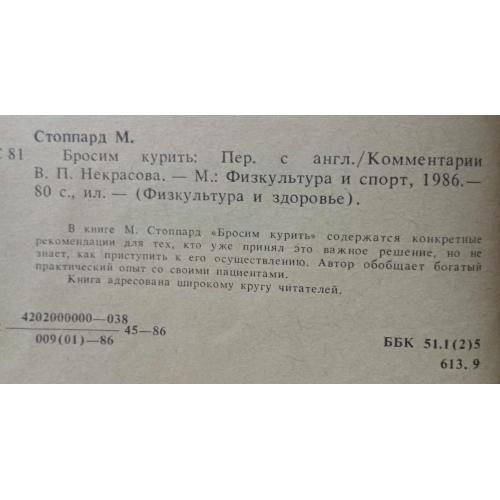 Стоппард М.
С 81 Бросим курить: Пер. с англ./Комментарии
В. П. Некрасова. — М.: Физкультура и спорт, 1986.—
80 с., ил. — (Физкультура и здоровье).
В книге М. Стоппард «Бросим курить» содержатся конкретные
рекомендации для тех, кто уже принял это важное решение, но не
знает, как приступить к его осуществлению. Автор обобщает богатый
практический опыт со своими пациентами.
Книга адресована широкому кругу читателей.
4202000000—038
45—86
009(01)—86
ББК 51.1(2)5
613.9